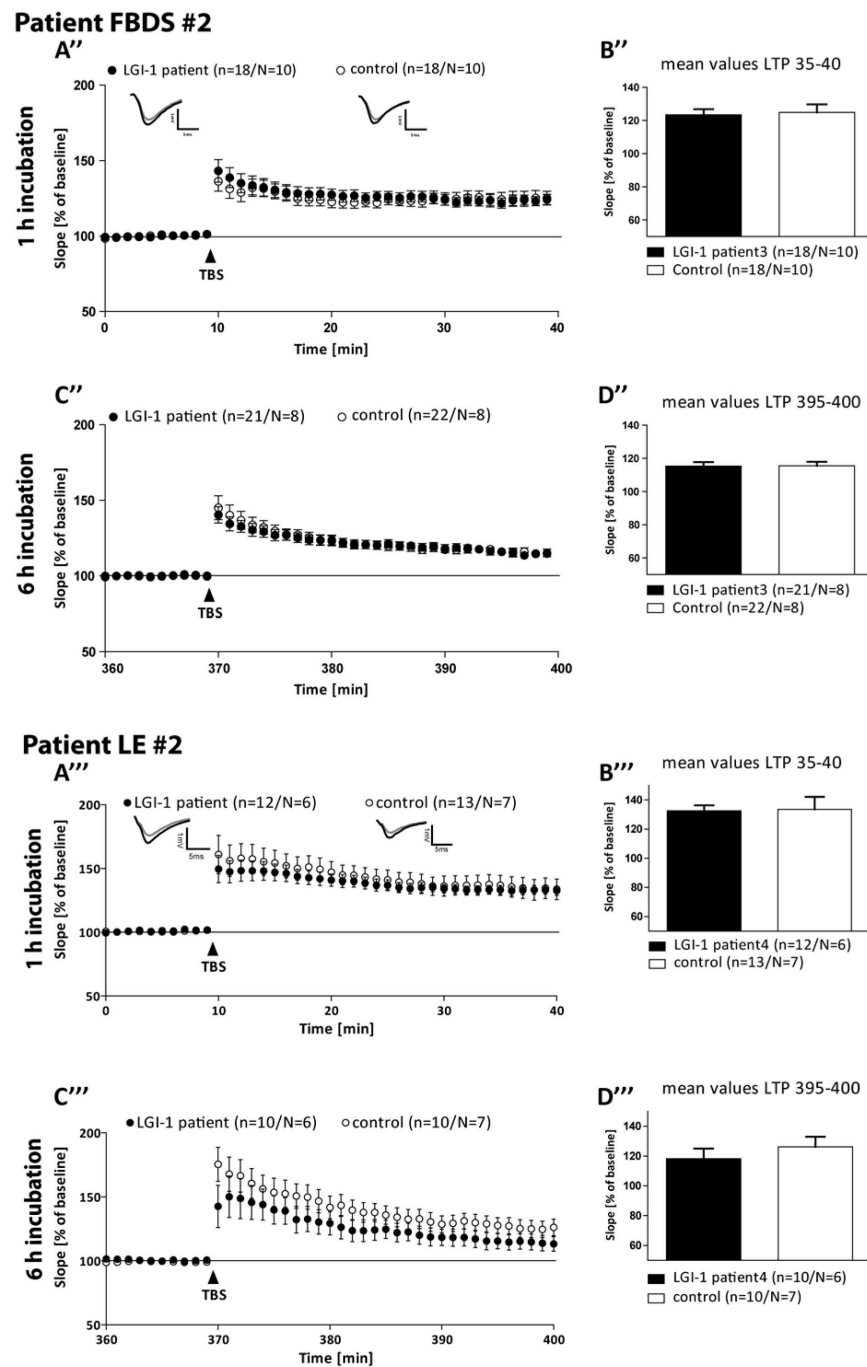 Patient FBDS #2
A’’
LGI-1 patient (n=18/N=10)
control (n=18/N=10)
1mV
5ms
1mV
5ms
1 h incubation
Slope [% of baseline]
200
150
100
50
TBS
0
10
20
30
40
Time [min]
B’’
mean values LTP 35-40
Slope [% of baseline]
140
120
100
80
60
LGI-1 patient3 (n=18/N=10)
Control (n=18/N=10)
C’’
LGI-1 patient (n=21/N=8)
control (n=22/N=8)
6 h incubation
Slope [% of baseline]
200
150
100
50
TBS
360
370
380
390
400
Time [min]
D’’
mean values LTP 395-400
Slope [% of baseline]
140
120
100
80
60
LGI-1 patient3 (n=21/N=8)
Control (n=22/N=8)
Patient LE #2
A’’’
LGI-1 patient (n=12/N=6)
control (n=13/N=7)
1mV
5ms
1mV
5ms
1 h incubation
Slope [% of baseline]
200
150
100
50
TBS
0
10
20
30
40
Time [min]
B’’’
mean values LTP 35-40
Slope [% of baseline]
140
120
100
80
60
LGI-1 patient4 (n=12/N=6)
control (n=13/N=7)
C’’’
LGI-1 patient (n=10/N=6)
control (n=10/N=7)
6 h incubation
Slope [% of baseline]
200
150
100
50
TBS
360
370
380
390
400
Time [min]
D’’’
mean values LTP 395-400
Slope [% of baseline]
140
120
100
80
60
LGI-1 patient4 (n=10/N=6)
control (n=10/N=7)